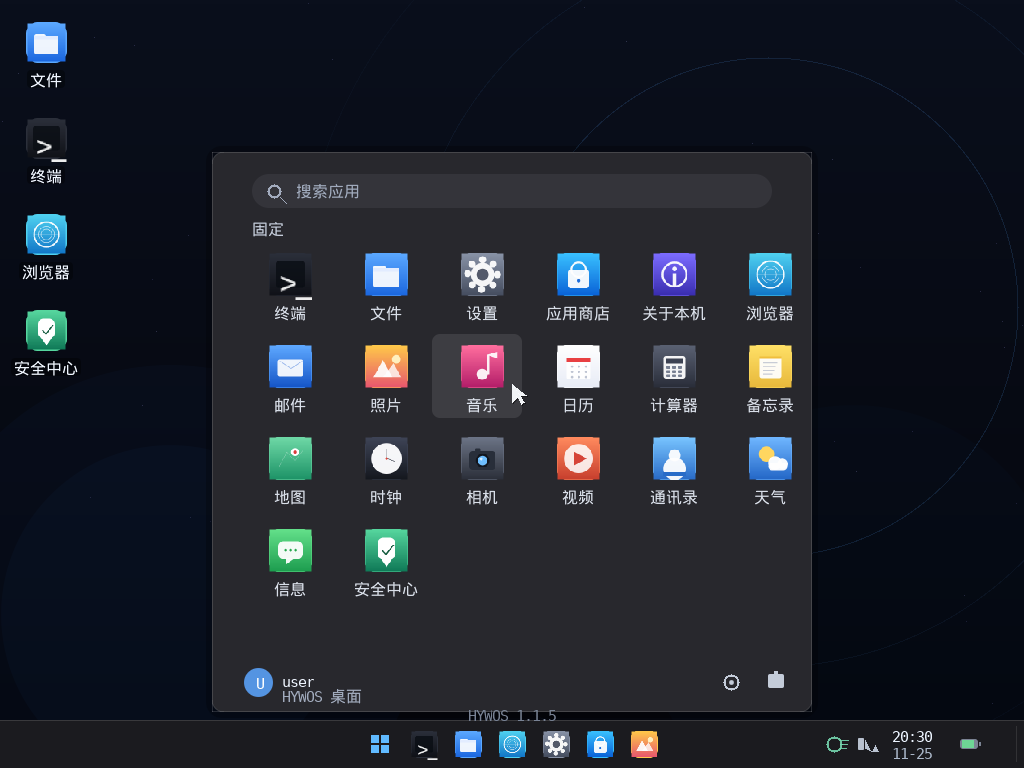 文件
终端
浏览器
安全中心
搜索应用
固定
终端 文件 设置 应用商店 关于本机 浏览器
邮件 照片 音乐 日历 计算器 备忘录
地图 时钟 相机 视频 通讯录 天气
信息 安全中心
U user
HYWOS 桌面
HYWOS 1.1.5
20:30
11-25